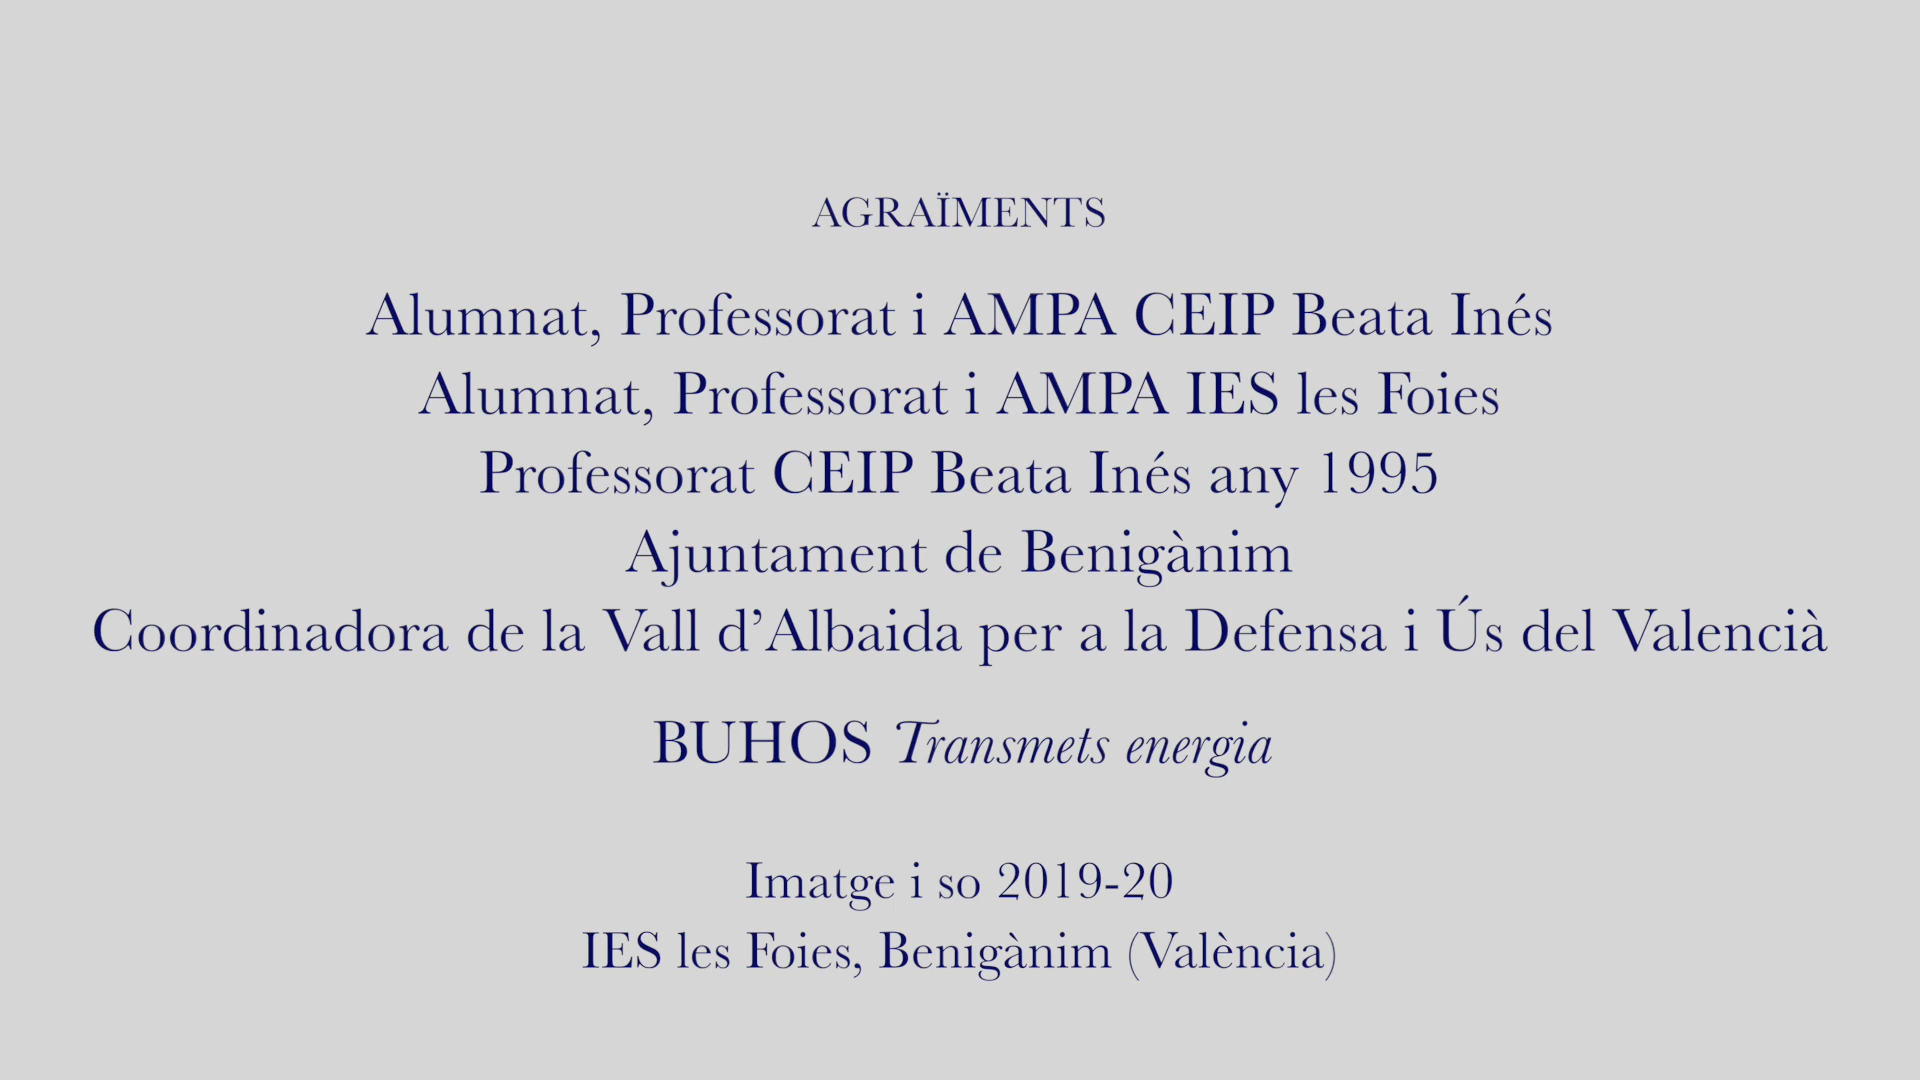 AGRAÏMENTS
Alumnat, Professorat i AMPA CEIP Beata Inés
Alumnat, Professorat i AMPA IES les Foies
Professorat CEIP Beata Inés any 1995
Ajuntament de Benigànim
Coordinadora de la Vall d’Albaida per a la Defensa i Ús del Valencià
BUHOS Transmets energia
Imatge i so 2019-20
IES les Foies, Benigànim (València)